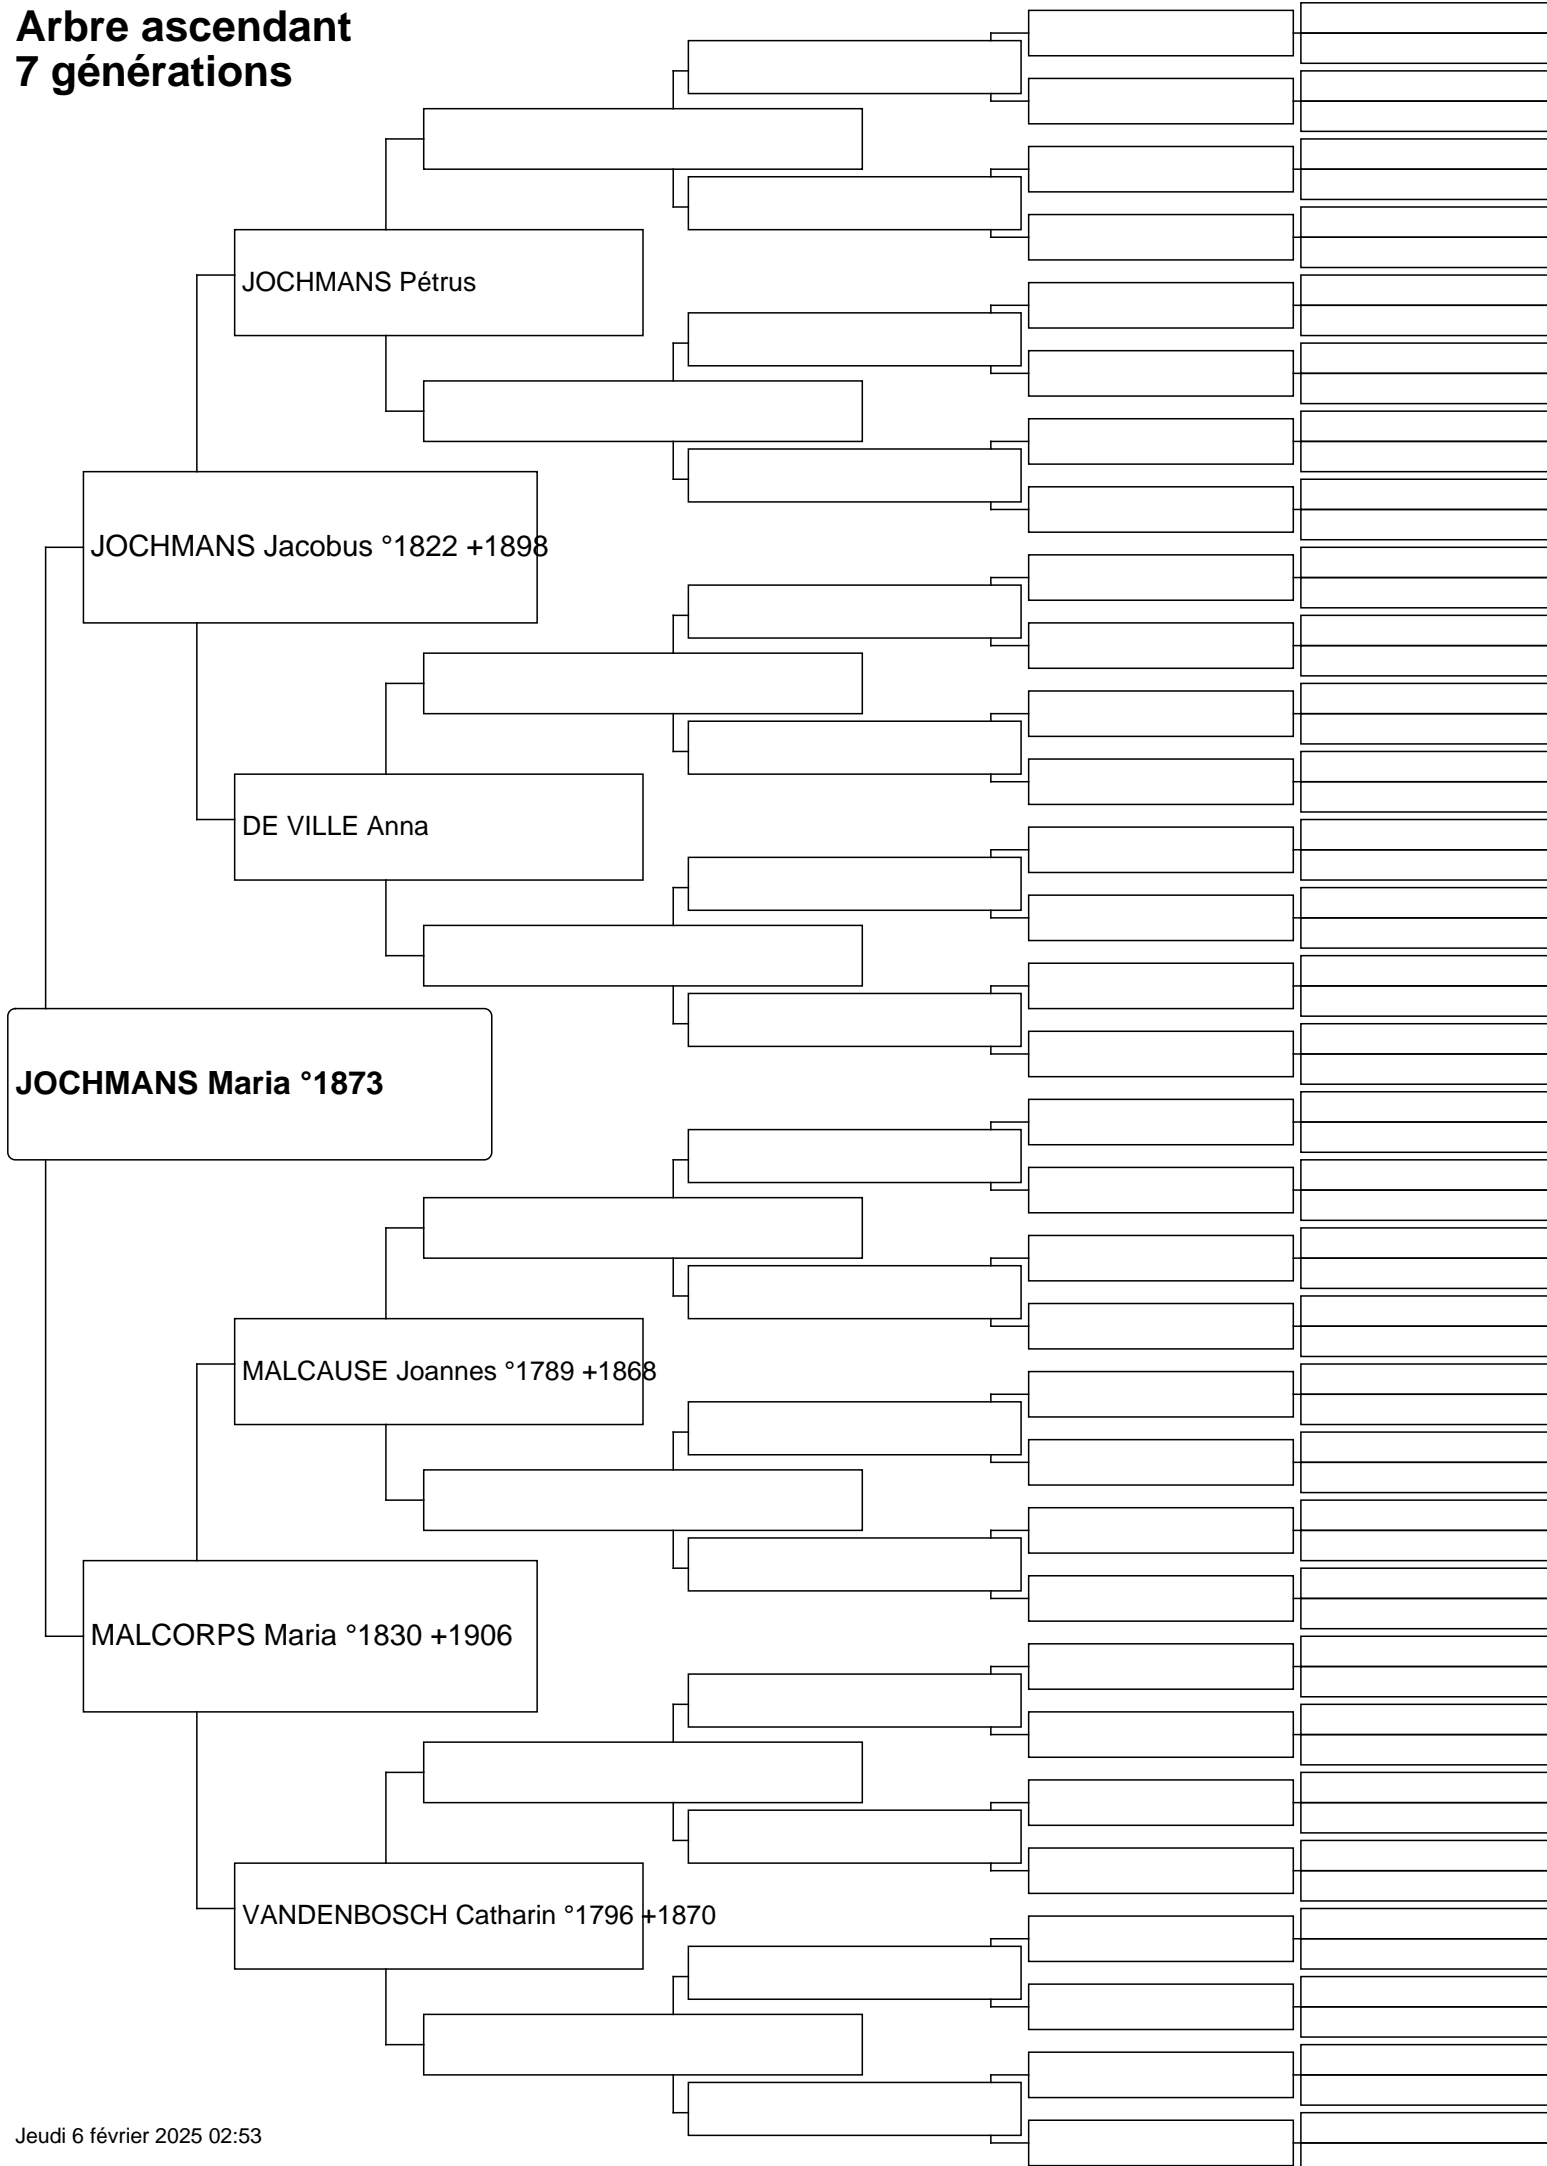 Arbre ascendant
7 générations
JOCHMANS Pétrus
JOCHMANS Jacobus °1822 +1898
DE VILLE Anna
JOCHMANS Maria °1873
MALCAUSE Joannes °1789 +1868
MALCORPS Maria °1830 +1906
VANDENBOSCH Catharin °1796 +1870
Jeudi 6 février 2025 02:53